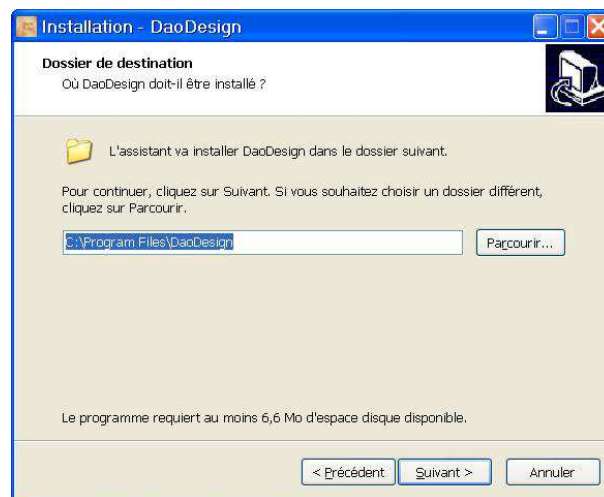 Installation - DaoDesign
Dossier de destination
Où DaoDesign doit-il être installé ?
L'assistant va installer DaoDesign dans le dossier suivant.
Pour continuer, cliquez sur Suivant. Si vous souhaitez choisir un dossier différent,
cliquez sur Parcourir.
C:\Program Files\DaoDesign
Parcourir...
Le programme requiert au moins 6,6 Mo d'espace disque disponible.
< Précédent
Suivant >
Annuler